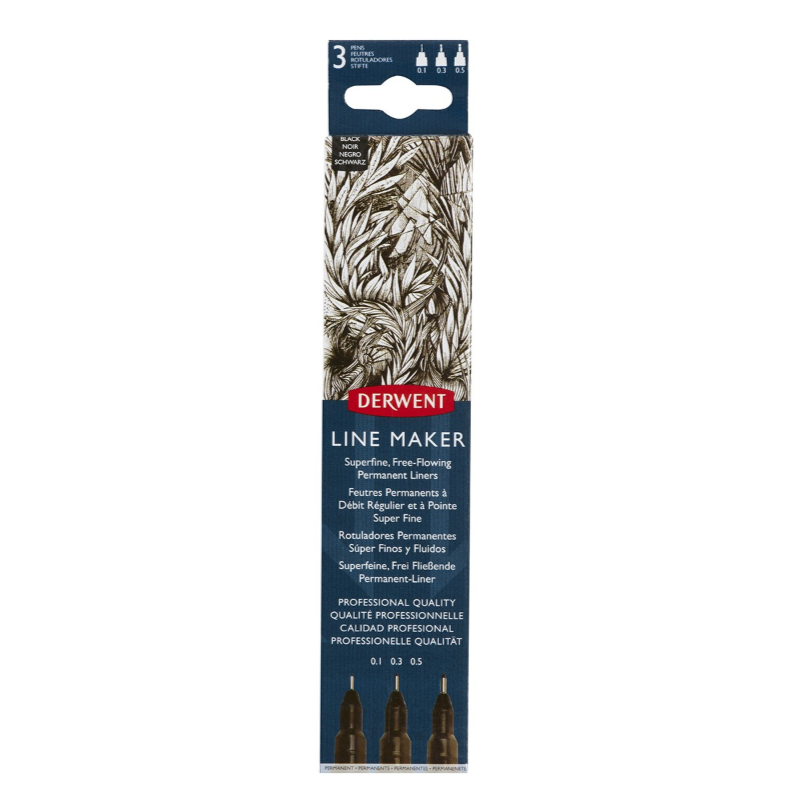 3
PENS
FEUTRES
ROTULADORES
STIFTE
0.1 0.3 0.5
BLACK
NOIR
NEGRO
SCHWARZ
DERWENT
LINE MAKER
Superfine, Free-Flowing
Permanent Liners
Feutres Permanents à
Débit Régulier et à Pointe
Super Fine
Rotuladores Permanentes
Súper Finos y Fluidos
Superfeine, Frei Fließende
Permanent-Liner
PROFESSIONAL QUALITY
QUALITÉ PROFESSIONNELLE
CALIDAD PROFESIONAL
PROFESSIONELLE QUALITÄT
0.1 0.3 0.5
PERMANENT • PERMANENTS • PERMANENTES • PERMANENTE